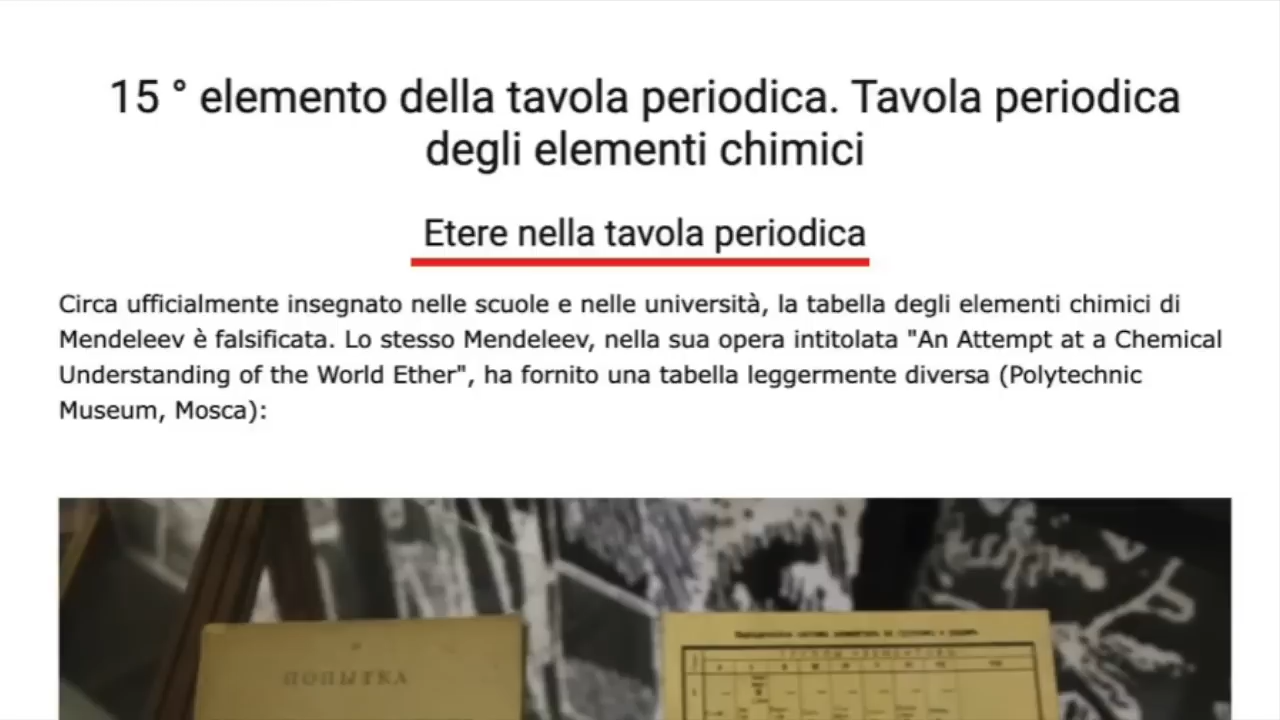 15 ° elemento della tavola periodica. Tavola periodica
degli elementi chimici
Etere nella tavola periodica
Circa ufficialmente insegnato nelle scuole e nelle università, la tabella degli elementi chimici di
Mendeleev è falsificata. Lo stesso Mendeleev, nella sua opera intitolata "An Attempt at a Chemical
Understanding of the World Ether", ha fornito una tabella leggermente diversa (Polytechnic
Museum, Mosca):
ПОПЫТКА